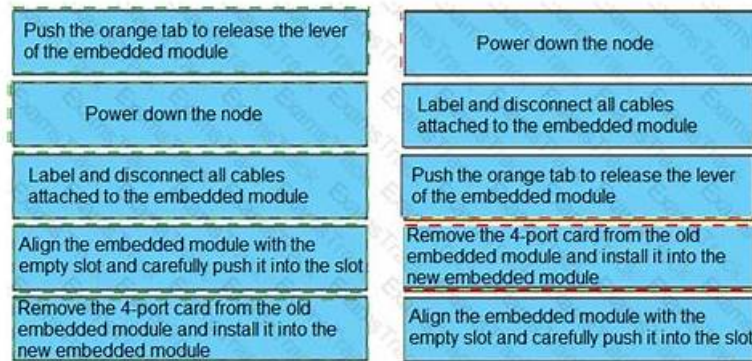 Push the orange tab to release the lever
of the embedded module
Power down the node
Label and disconnect all cables
attached to the embedded module
Align the embedded module with the
empty slot and carefully push it into the slot
Remove the 4-port card from the old
embedded module and install it into the
new embedded module
Power down the node
Label and disconnect all cables
attached to the embedded module
Push the orange tab to release the lever
of the embedded module
Remove the 4-port card from the old
embedded module and install it into the
new embedded module
Align the embedded module with the
empty slot and carefully push it into the slot